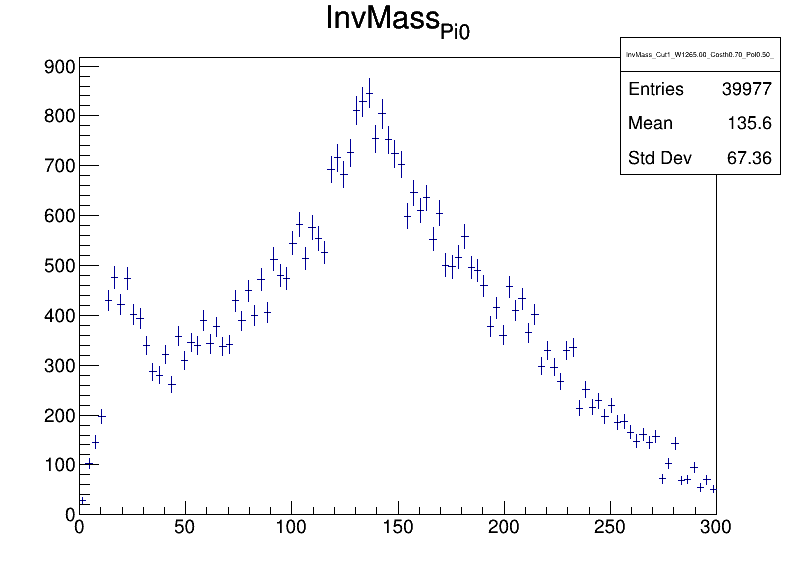 InvMass_Pi0
InvMass_Cut1_W1265.00_Costh0.70_Pol0.50_
Entries 39977
Mean 135.6
Std Dev 67.36
900
800
700
600
500
400
300
200
100
0
0 50 100 150 200 250 300